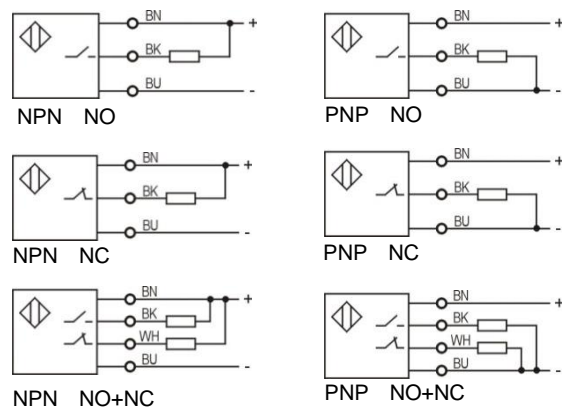 BN +
BK
BU -
NPN NO
BN +
BK
BU -
PNP NO
BN +
BK
BU -
NPN NC
BN +
BK
BU -
PNP NC
BN +
BK
WH
BU -
NPN NO+NC
BN +
BK
WH
BU -
PNP NO+NC